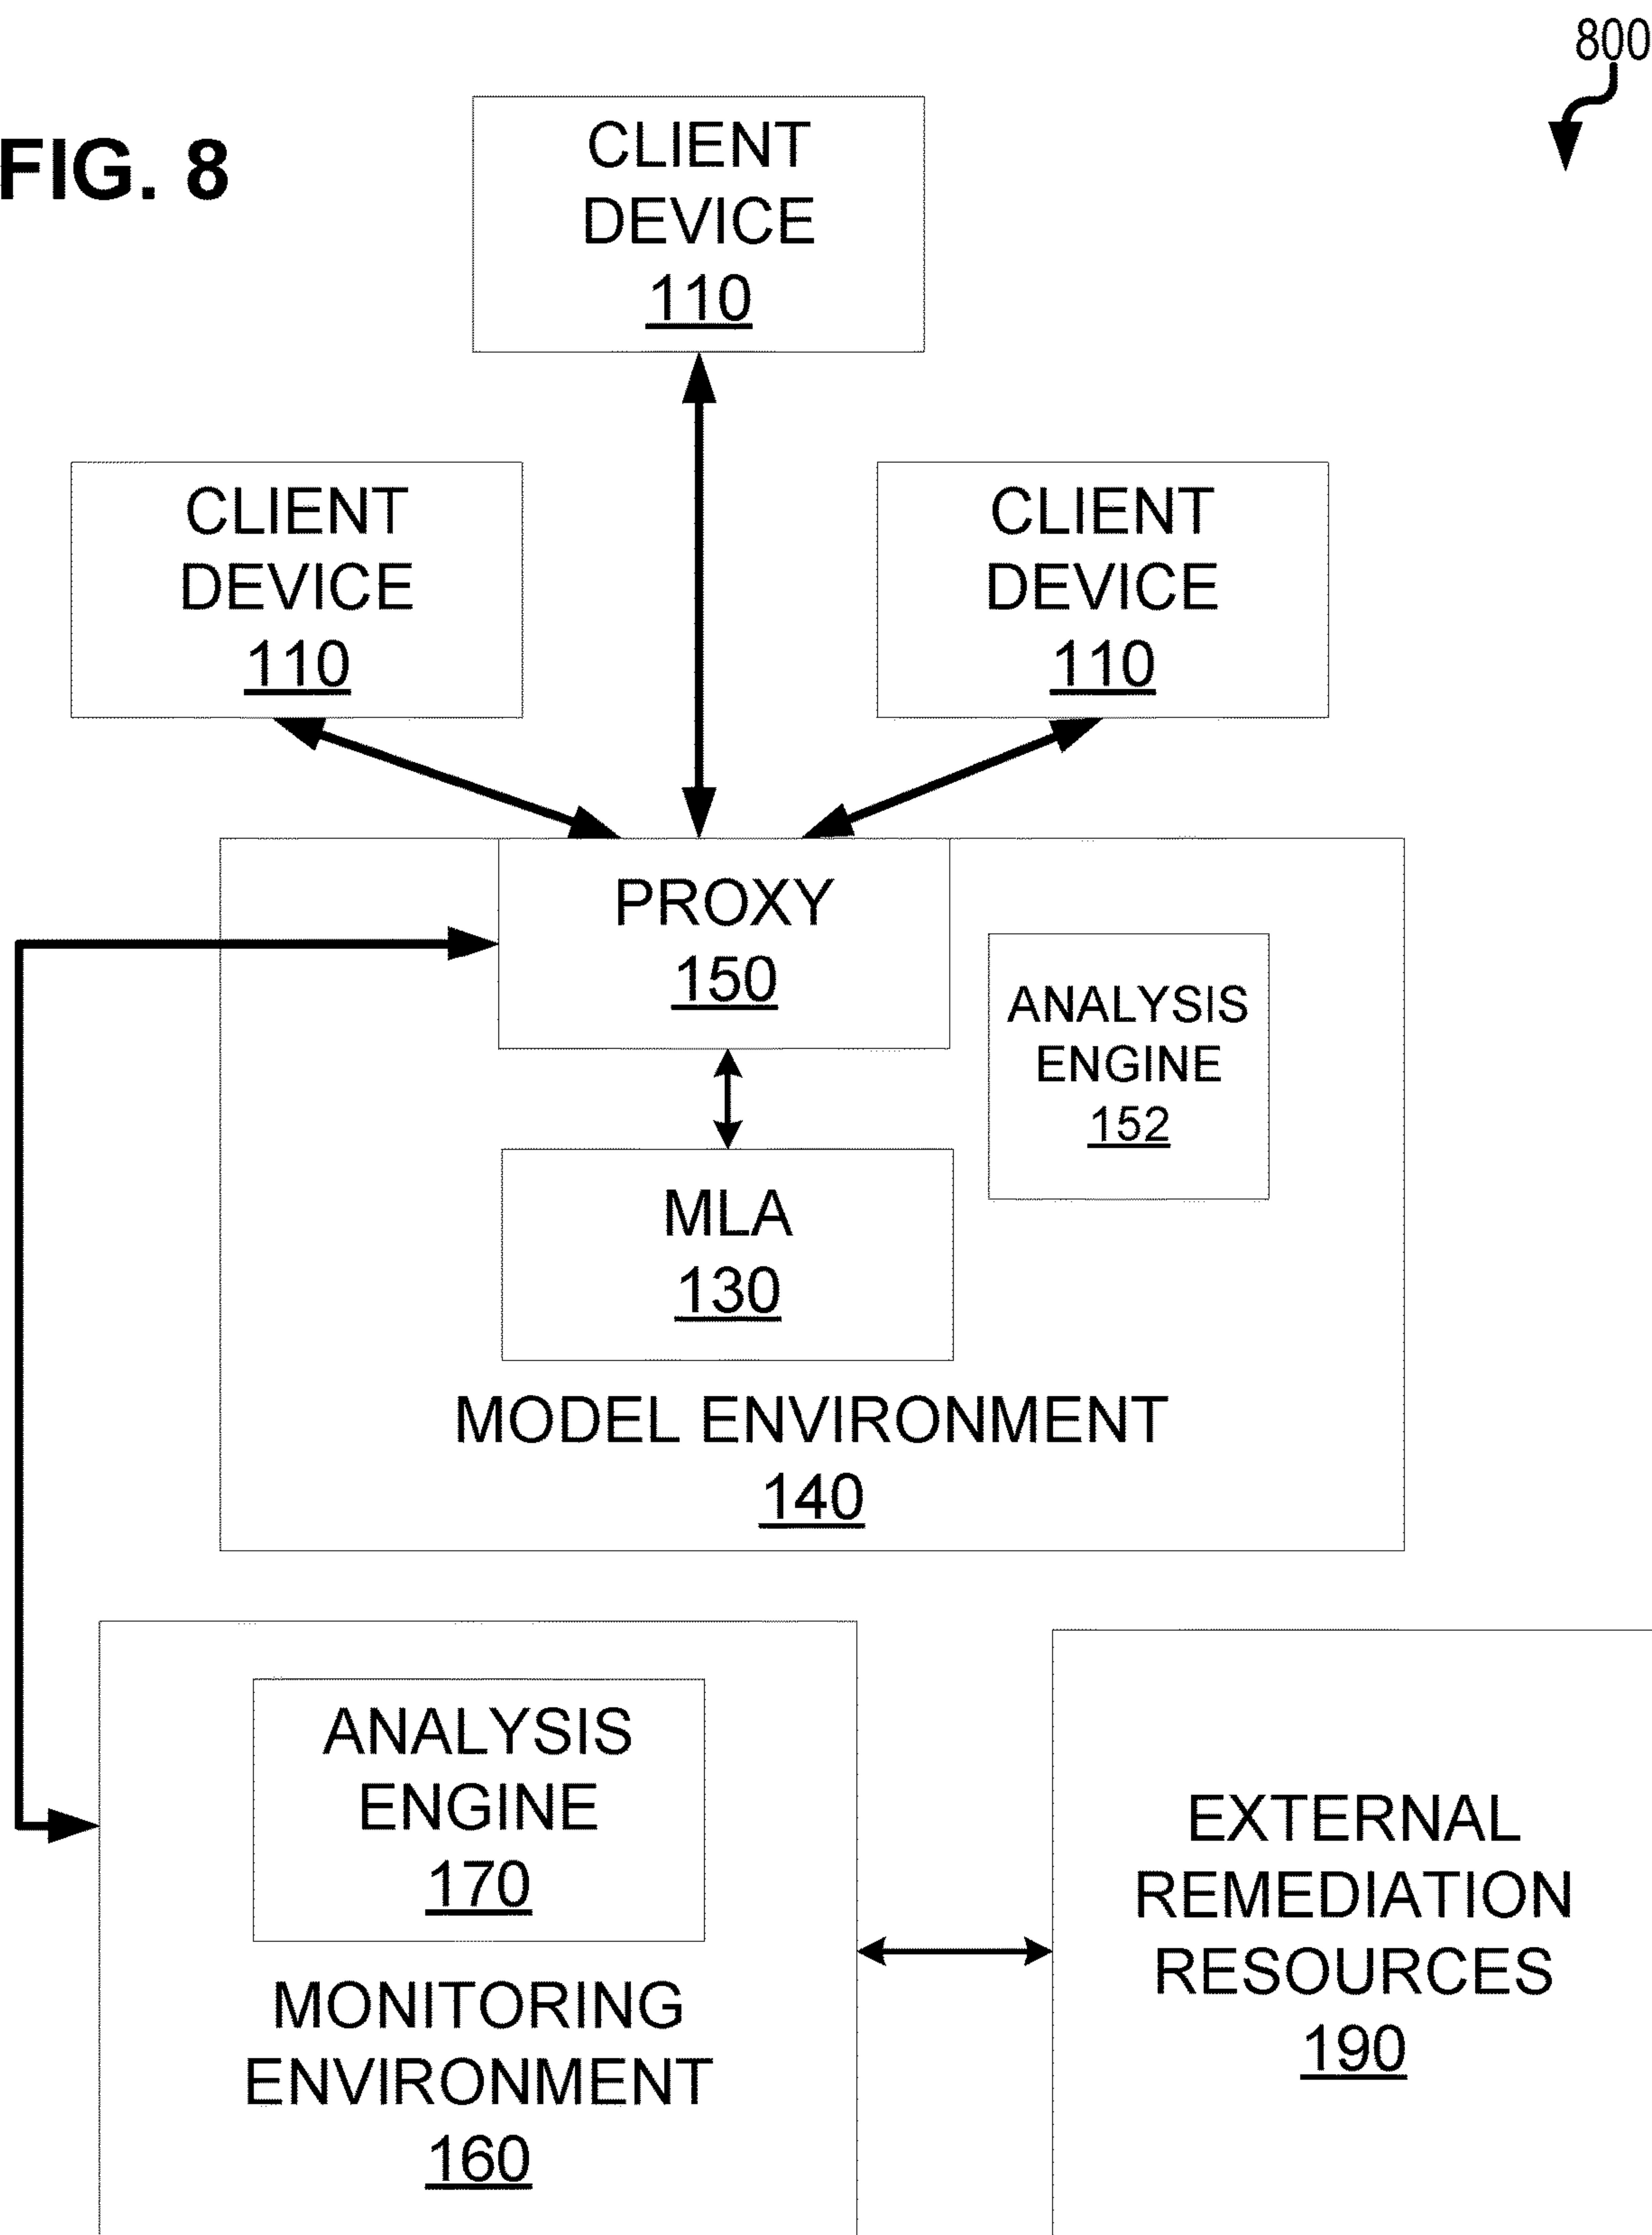 800
FIG. 8
CLIENT
DEVICE
110
CLIENT
DEVICE
110
CLIENT
DEVICE
110
PROXY
150
ANALYSIS
ENGINE
152
MLA
130
MODEL ENVIRONMENT
140
ANALYSIS
ENGINE
170
MONITORING
ENVIRONMENT
160
EXTERNAL
REMEDIATION
RESOURCES
190